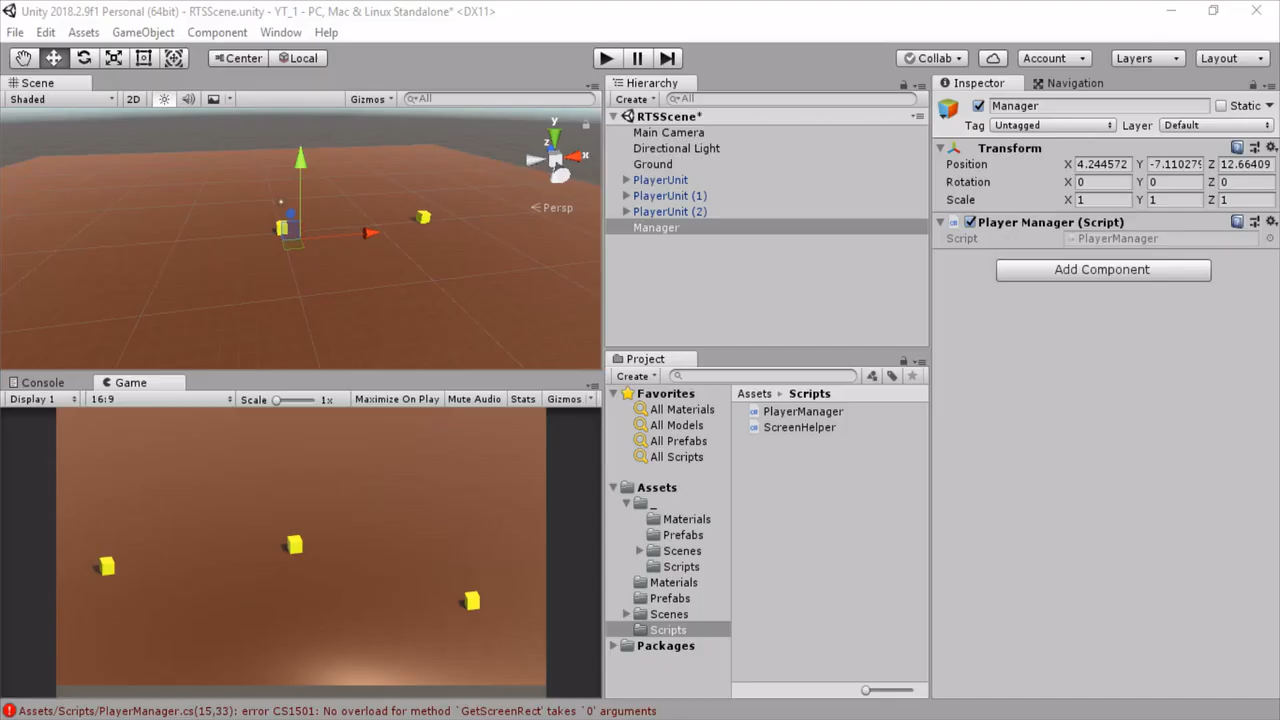 Unity 2018.2.9f1 Personal (64bit) - RTSScene.unity - YT_1 - PC, Mac & Linux Standalone* <DX11>
File Edit Assets GameObject Component Window Help
Center Local Collab Account Layers Layout
Scene
Shaded 2D Gizmos All
y
z
x
Persp
Console Game
Display 1 16:9 Scale 1x Maximize On Play Mute Audio Stats Gizmos
Hierarchy
Create All
RTSScene*
Main Camera
Directional Light
Ground
PlayerUnit
PlayerUnit (1)
PlayerUnit (2)
Manager
Project
Create
Favorites
All Materials
All Models
All Prefabs
All Scripts
Assets
_
Materials
Prefabs
Scenes
Scripts
Materials
Prefabs
Scenes
Scripts
Packages
Assets Scripts
PlayerManager
ScreenHelper
Inspector Navigation
Manager Static
Tag Untagged Layer Default
Transform
Position X 4.244572 Y -7.110279 Z 12.66409
Rotation X 0 Y 0 Z 0
Scale X 1 Y 1 Z 1
Player Manager (Script)
Script PlayerManager
Add Component
Assets/Scripts/PlayerManager.cs(15,33): error CS1501: No overload for method `GetScreenRect' takes `0' arguments